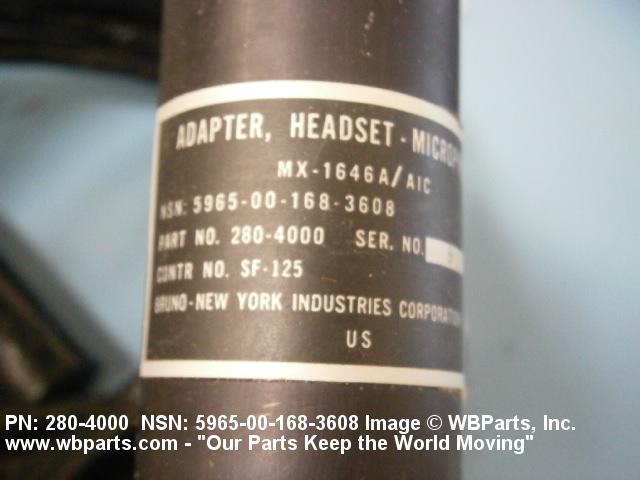 ADAPTER, HEADSET - MICROP
MX-1646A/AIC
NSN: 5965-00-168-3608
PART NO. 280-4000 SER. NO.
CONTR NO. SF-125
BRUNO-NEW YORK INDUSTRIES CORPORATION
US
PN: 280-4000 NSN: 5965-00-168-3608 Image © WBParts, Inc.
www.wbparts.com - "Our Parts Keep the World Moving"